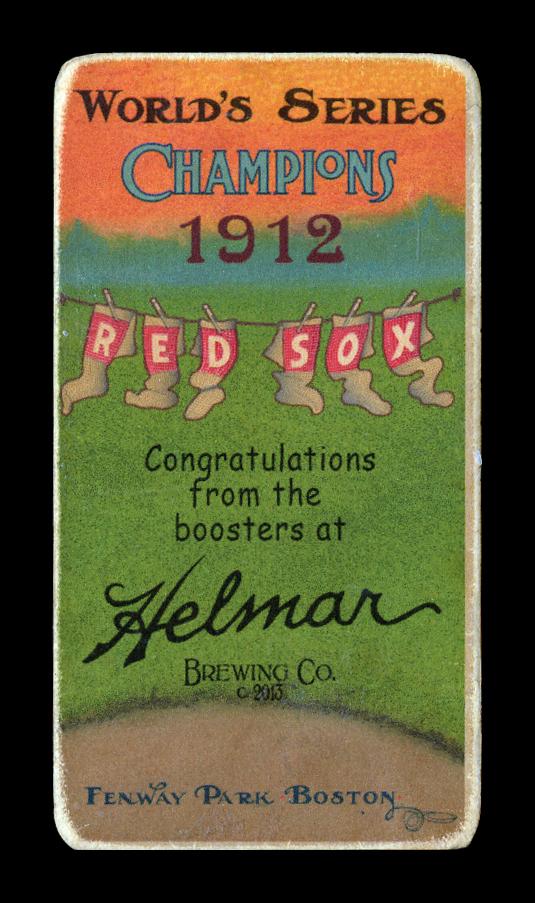 WORLD'S SERIES
CHAMPIONS
1912
RED SOX
Congratulations
from the
boosters at
Helmar
BREWING CO.
© 2013
FENWAY PARK BOSTON